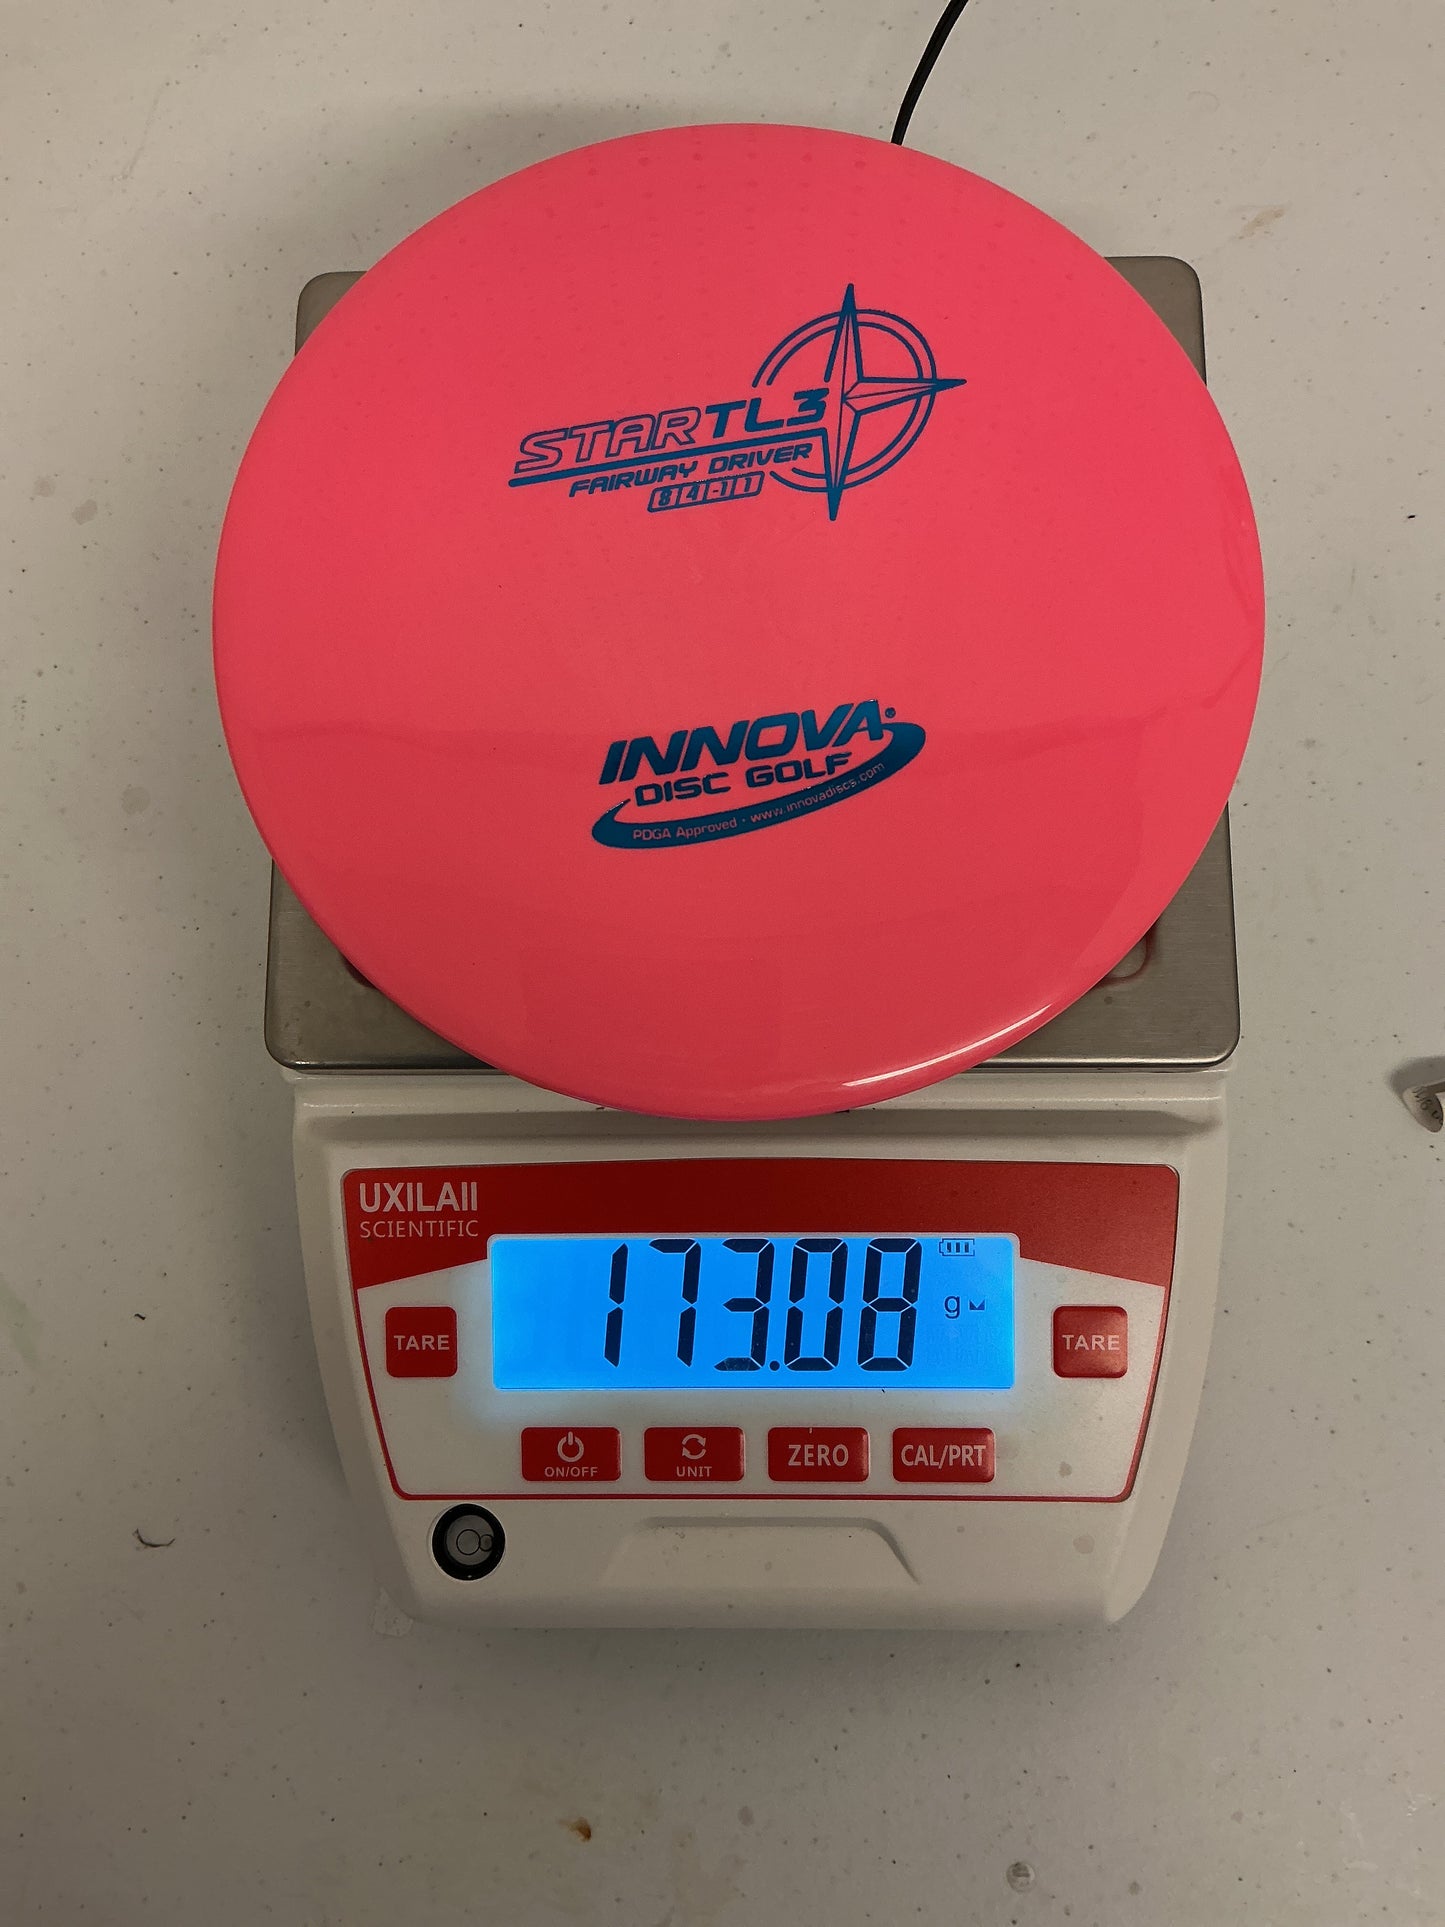 STAR TL3
FAIRWAY DRIVER
8 4 -1 1
INNOVA®
DISC GOLF
PDGA Approved · www.innovadiscs.com
UXILAII
SCIENTIFIC
173.08 g
TARE
TARE
ON/OFF
UNIT
ZERO
CAL/PRT